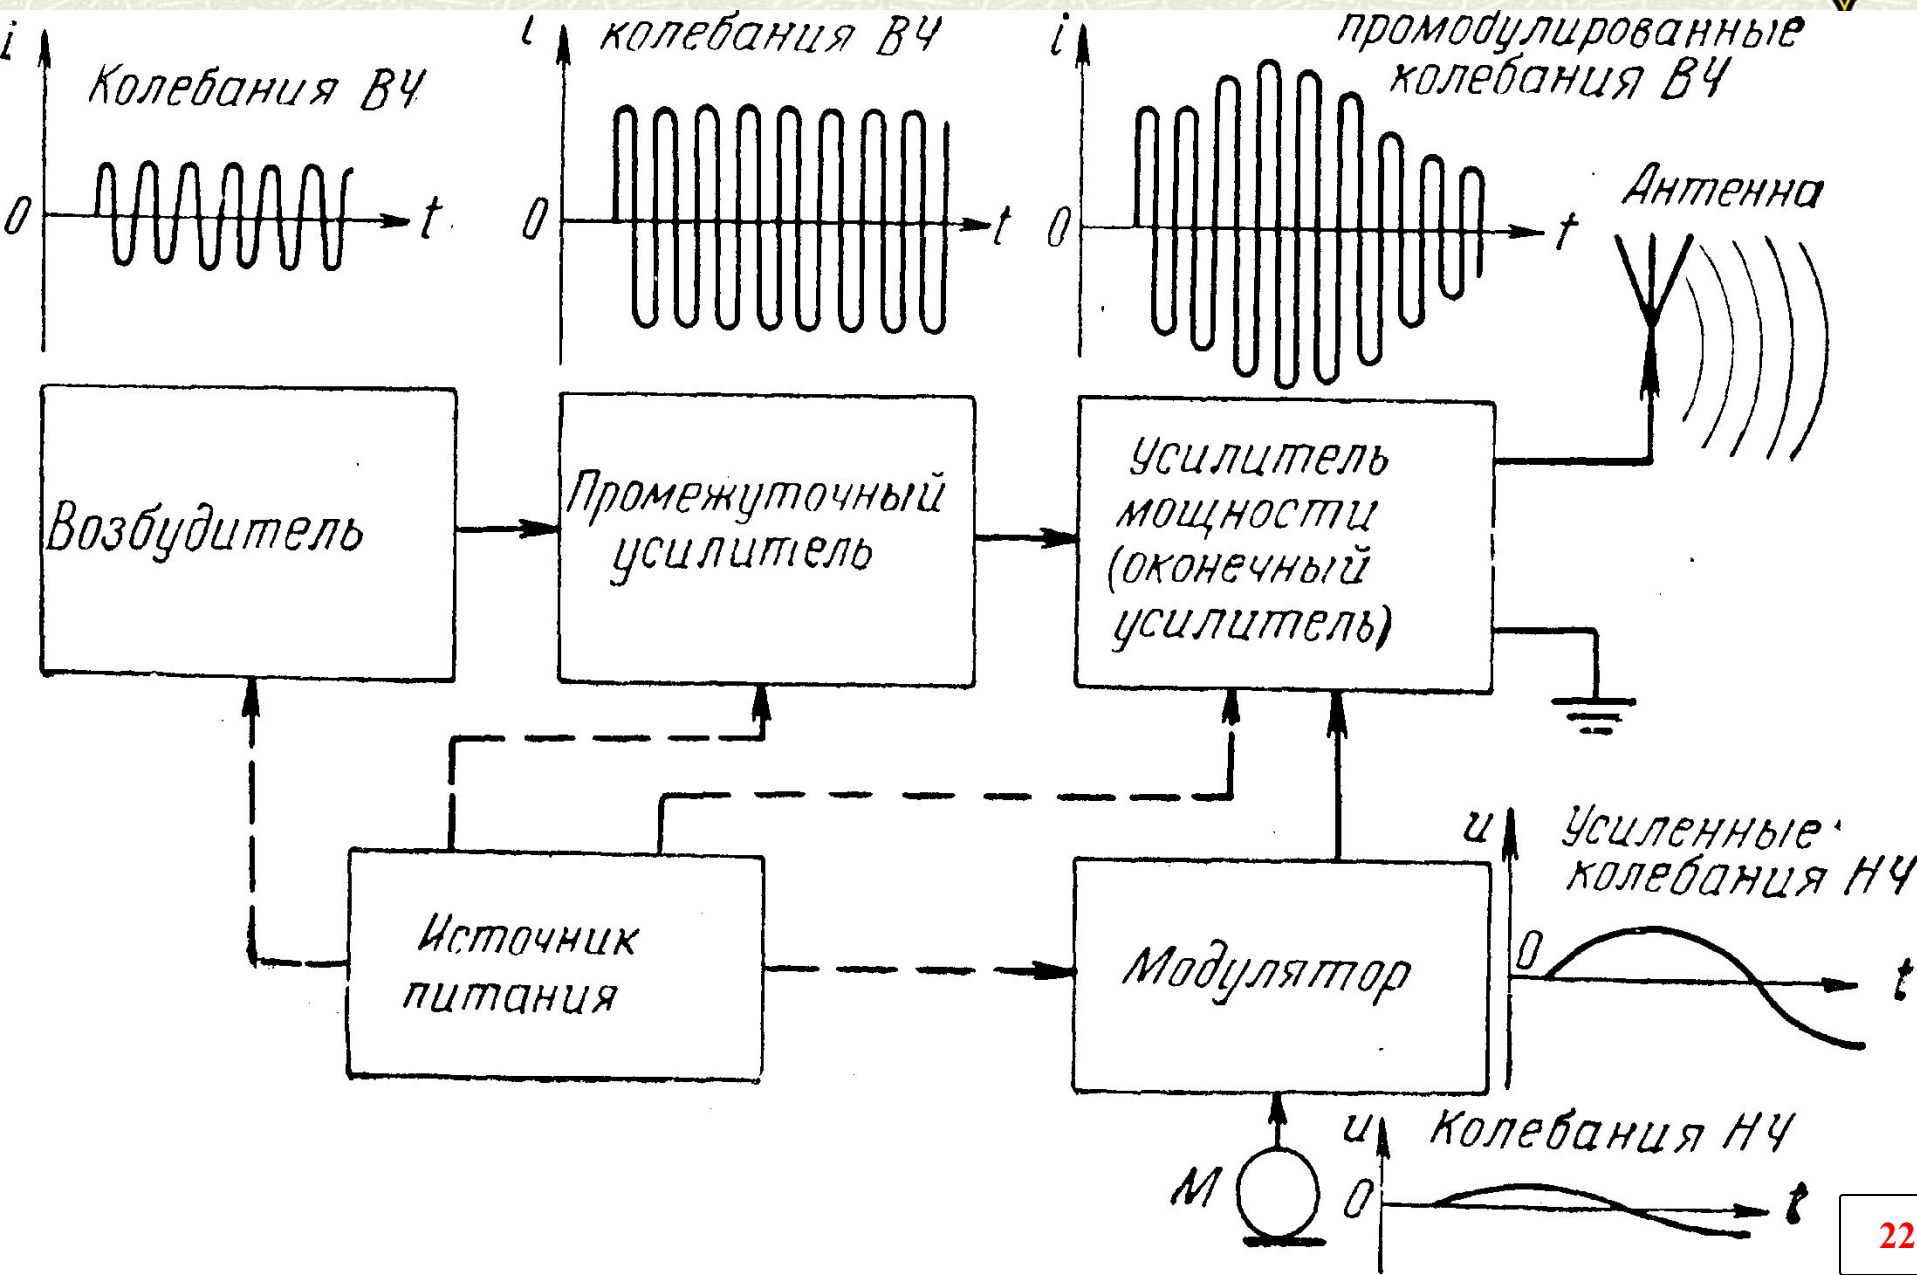 i
Колебания ВЧ
0
t
i
колебания ВЧ
0
t
i
промодулированные
колебания ВЧ
0
t
Антенна
Возбудитель
Промежуточный
усилитель
Усилитель
мощности
(оконечный
усилитель)
Источник
питания
Модулятор
u
Усиленные
колебания НЧ
0
t
М
u
Колебания НЧ
0
t
22